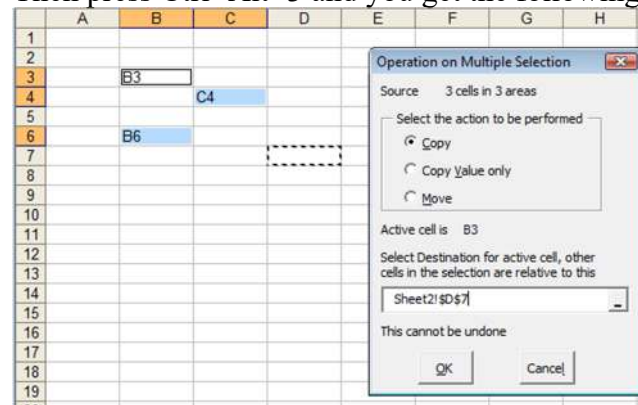 Then press and you get the following
A B C D E F G H
1
2
3 B3
4 C4
5
6 B6
7
8
9
10
11
12
13
14
15
16
17
18
19
Operation on Multiple Selection
Source 3 cells in 3 areas
Select the action to be performed
Copy
Copy Value only
Move
Active cell is B3
Select Destination for active cell, other
cells in the selection are relative to this
Sheet2!$D$7
This cannot be undone
OK Cancel